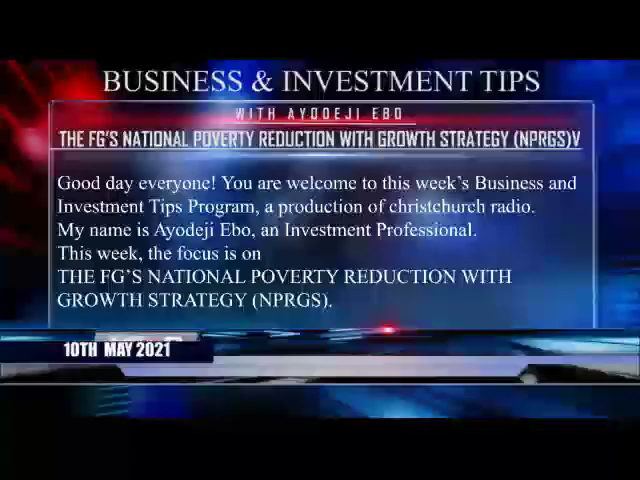 BUSINESS & INVESTMENT TIPS
WITH AYODEJI EBO
THE FG'S NATIONAL POVERTY REDUCTION WITH GROWTH STRATEGY (NPRGS)V
Good day everyone! You are welcome to this week's Business and
Investment Tips Program, a production of christchurch radio.
My name is Ayodeji Ebo, an Investment Professional.
This week, the focus is on
THE FG'S NATIONAL POVERTY REDUCTION WITH
GROWTH STRATEGY (NPRGS).
10TH MAY 2021